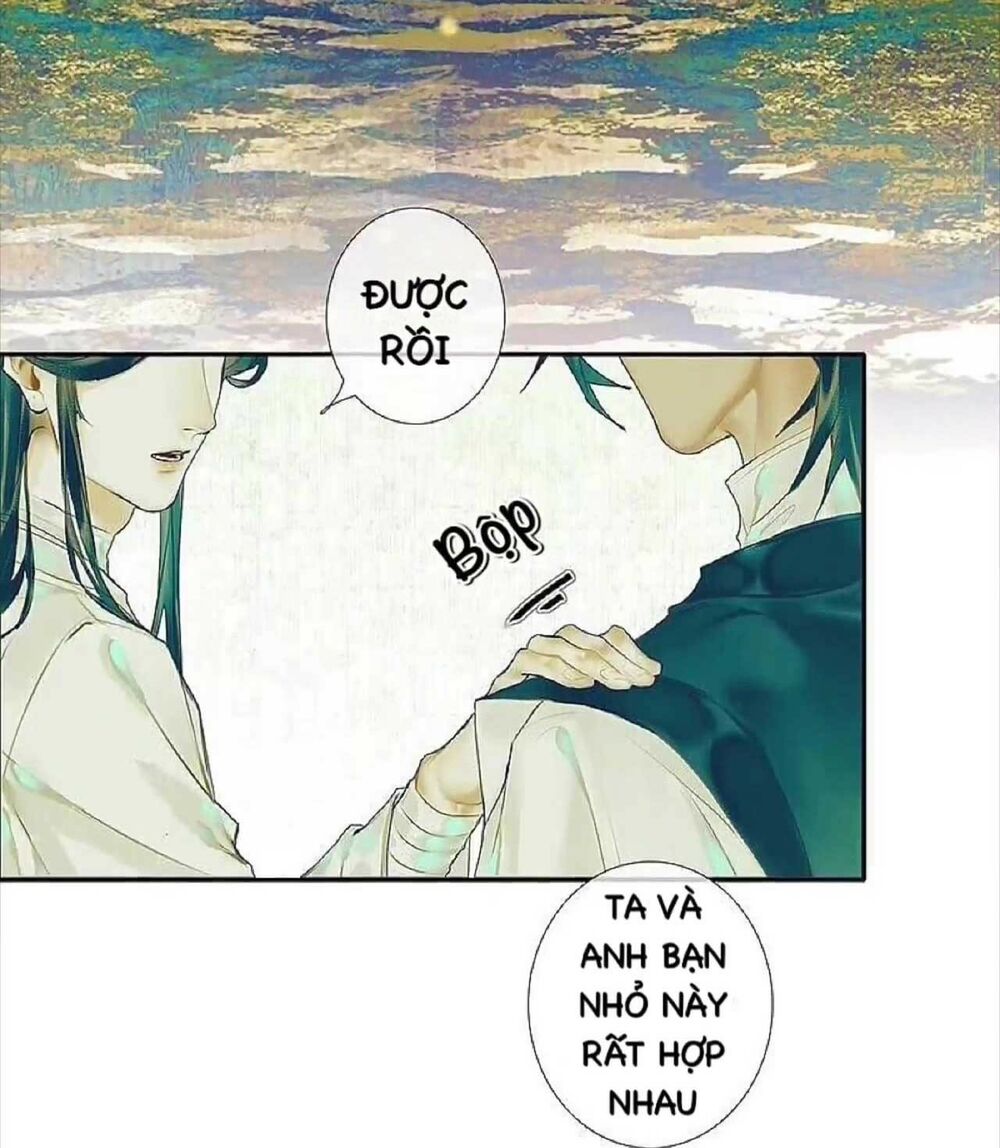 ĐƯỢC
RỒI
Bộp
TA VÀ
ANH BẠN
NHỎ NÀY
RẤT HỢP
NHAU